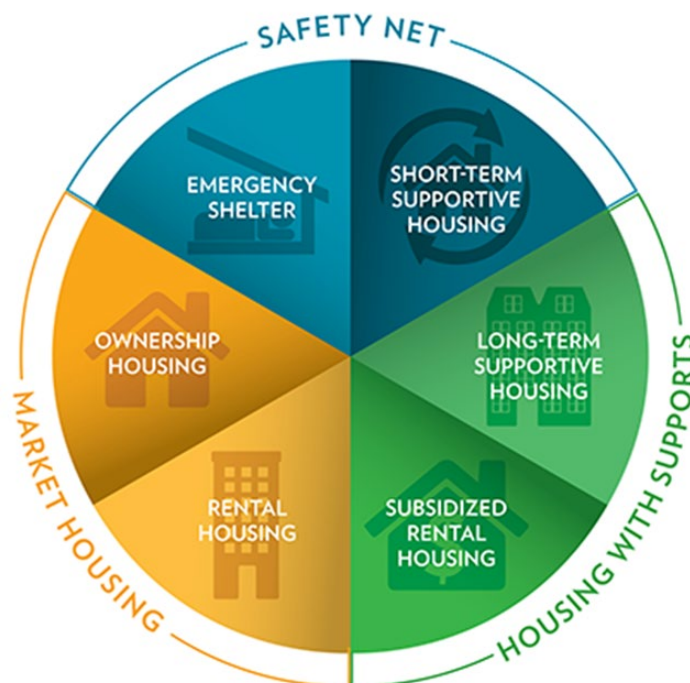 SAFETY NET
EMERGENCY
SHELTER
SHORT-TERM
SUPPORTIVE
HOUSING
OWNERSHIP
HOUSING
LONG-TERM
SUPPORTIVE
HOUSING
RENTAL
HOUSING
SUBSIDIZED
RENTAL
HOUSING
MARKET HOUSING
HOUSING WITH SUPPORTS